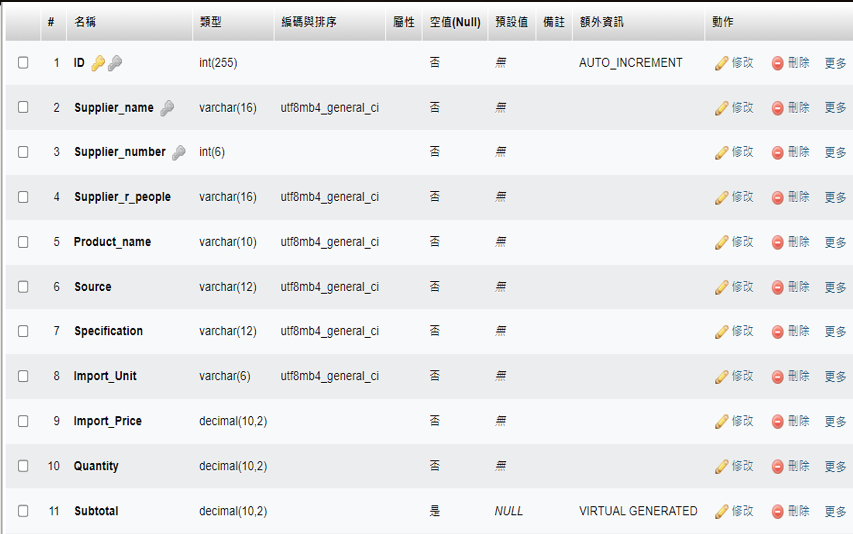 # 名稱 類型 編碼與排序 屬性 空值(Null) 預設值 備註 額外資訊 動作
1 ID int(255) 否 無 AUTO_INCREMENT 修改 刪除 更多
2 Supplier_name varchar(16) utf8mb4_general_ci 否 無 修改 刪除 更多
3 Supplier_number int(6) 否 無 修改 刪除 更多
4 Supplier_r_people varchar(16) utf8mb4_general_ci 否 無 修改 刪除 更多
5 Product_name varchar(10) utf8mb4_general_ci 否 無 修改 刪除 更多
6 Source varchar(12) utf8mb4_general_ci 否 無 修改 刪除 更多
7 Specification varchar(12) utf8mb4_general_ci 否 無 修改 刪除 更多
8 Import_Unit varchar(6) utf8mb4_general_ci 否 無 修改 刪除 更多
9 Import_Price decimal(10,2) 否 無 修改 刪除 更多
10 Quantity decimal(10,2) 否 無 修改 刪除 更多
11 Subtotal decimal(10,2) 是 NULL VIRTUAL GENERATED 修改 刪除 更多